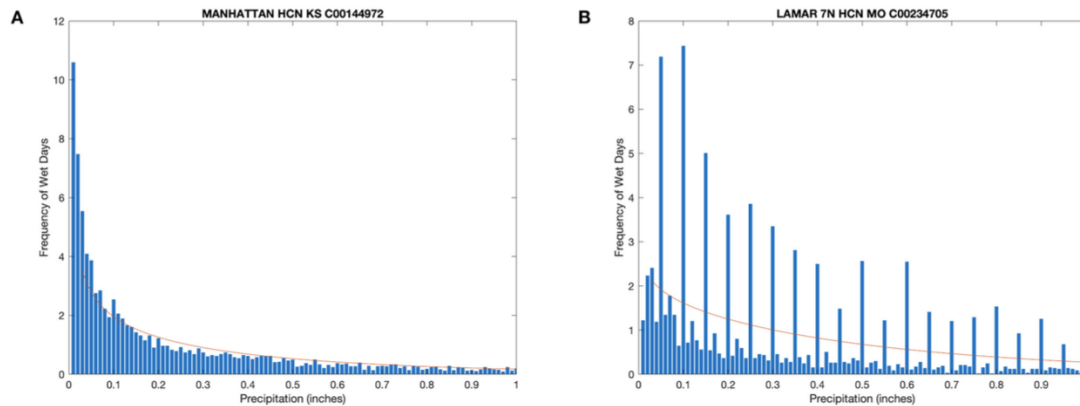 A
MANHATTAN HCN KS C00144972
12
10
8
6
4
2
0
Frequency of Wet Days
0 0.1 0.2 0.3 0.4 0.5 0.6 0.7 0.8 0.9 1
Precipitation (inches)
B
LAMAR 7N HCN MO C00234705
8
7
6
5
4
3
2
1
0
Frequency of Wet Days
0 0.1 0.2 0.3 0.4 0.5 0.6 0.7 0.8 0.9
Precipitation (inches)